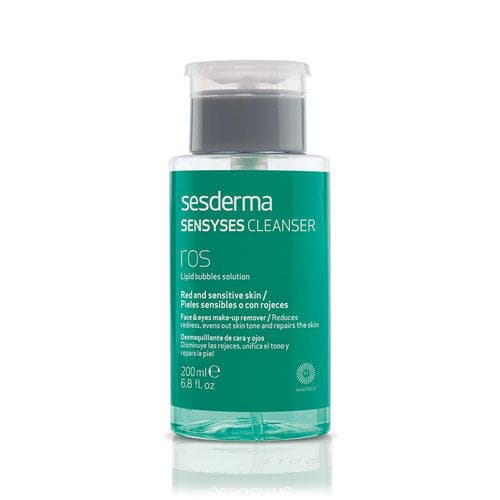 sesderma
SENSYSES CLEANSER
ros
Lipid bubbles solution
Red and sensitive skin /
Pieles sensibles o con rojeces
Face & eyes make-up remover / Reduces
redness, evens out skin tone and repairs the skin
Desmaquillante de cara y ojos
Disminuye las rojeces, unifica el tono y
repara la piel
200 ml ℮
6.8 fl. oz
NANOTECH